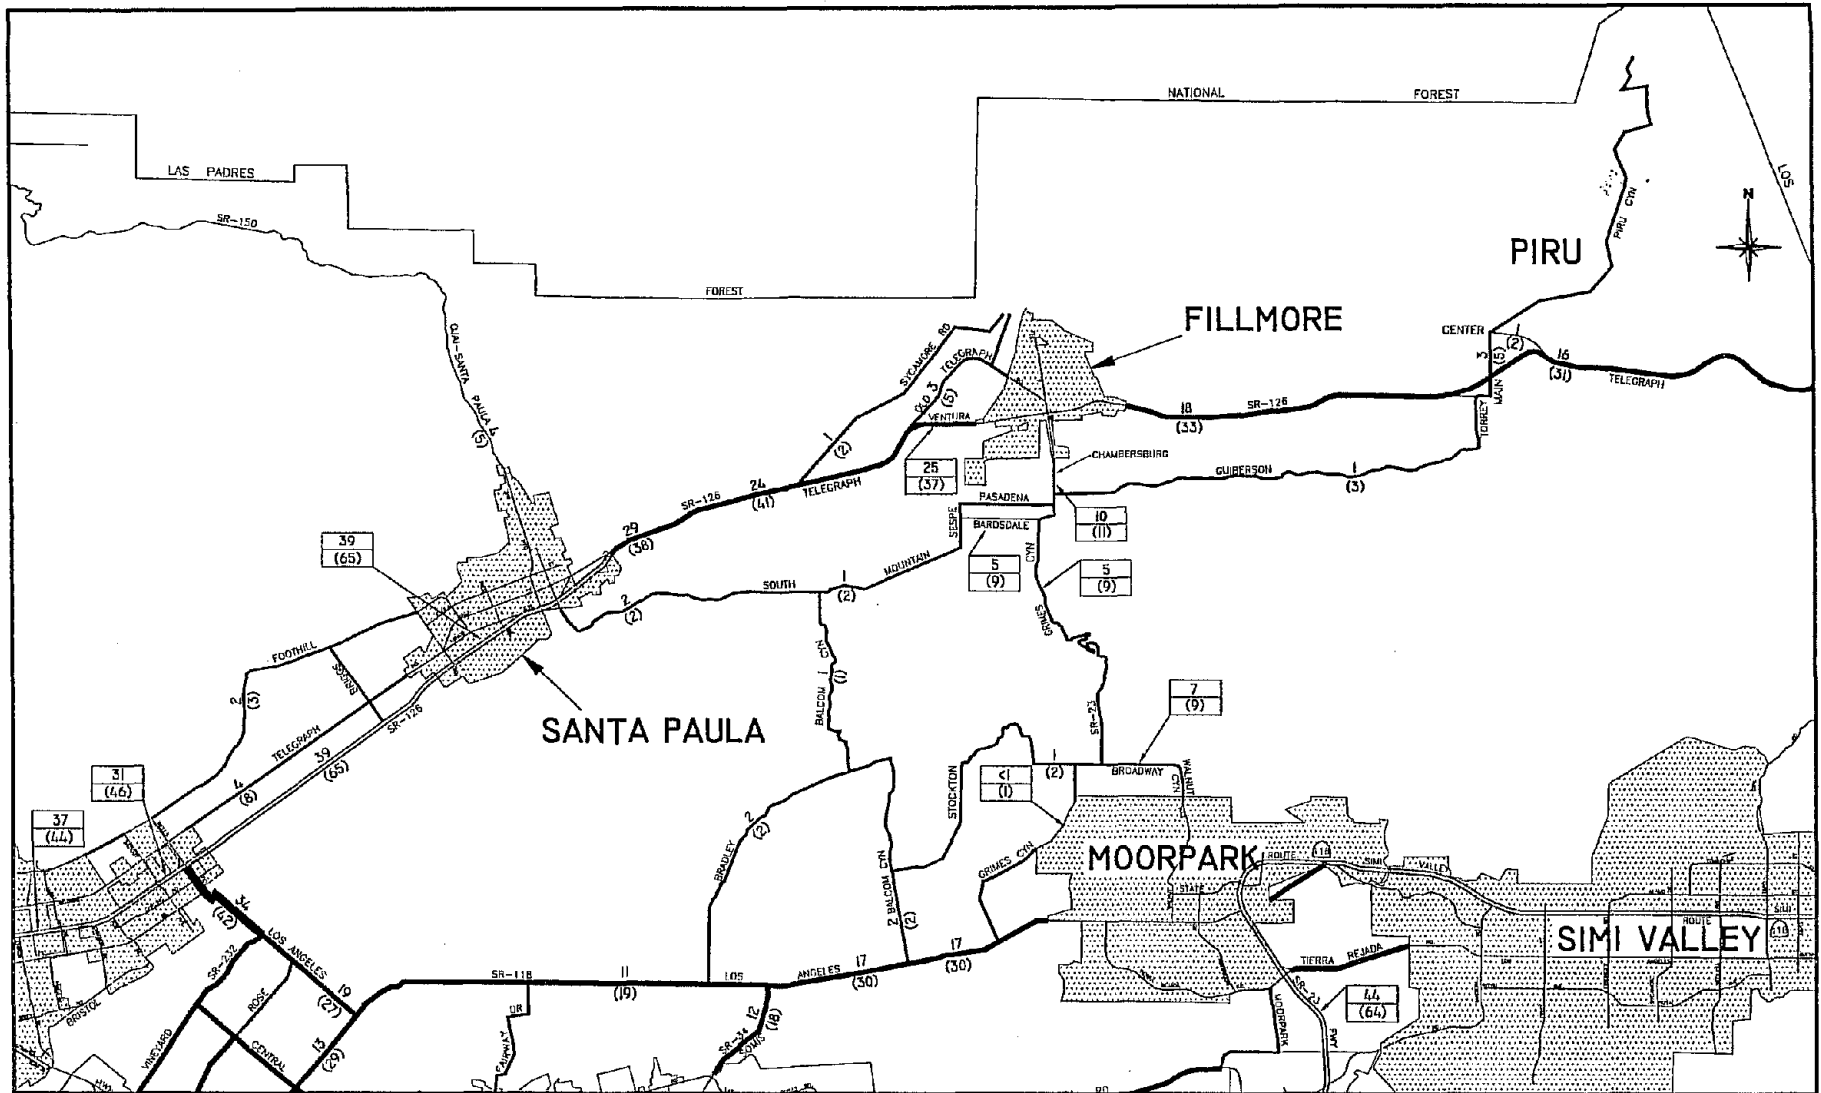 NATIONAL FOREST
LAS PADRES
LOS
SR-150
PIRU CYN
N
PIRU
FOREST
FILLMORE
CENTER
1
(2)
3
(5)
MAIN
16
(31)
TELEGRAPH
SYCAMORE RD
TELEGRAPH
OLD 3
(5)
VENTURA
18
(33)
SR-126
TORREY
1
(2)
25
(37)
CHAMBERSBURG
GUIBERSON
1
(3)
PAULA 4
(5)
24
(41)
SR-126
TELEGRAPH
PASADENA
SESPE
BARDSDALE
10
(11)
29
(38)
39
(65)
MOUNTAIN
5
(9)
CYN
5
(9)
SOUTH
1
(2)
2
(2)
GRIMES
FOOTHILL
BRIGGS
2
(3)
BALCOM 1 CYN
(1)
7
(9)
SR-23
SANTA PAULA
SR-126
TELEGRAPH
39
(65)
4
(8)
31
(46)
37
(44)
STOCKTON
<1
(1)
1
(2)
BROADWAY
WALNUT
CYN
BRADLEY
2
(2)
MOORPARK
GRIMES CYN
ROUTE
118
SIMI
VALLEY
STATE
2 BALCOM CYN
(2)
34
(42)
LOS ANGELES
SR-232
ROSE
19
(27)
17
(30)
SIMI VALLEY
ROUTE
SIMI
118
TIERRA REJADA
SR-118
11
(19)
LOS ANGELES
17
(30)
BRISTOL
VINEYARD
CENTRAL
13
(29)
FAIRWAY
DR
12
(18)
SR-34
SOMIS
MOORPARK
SR-23
FWY
44
(64)
RD